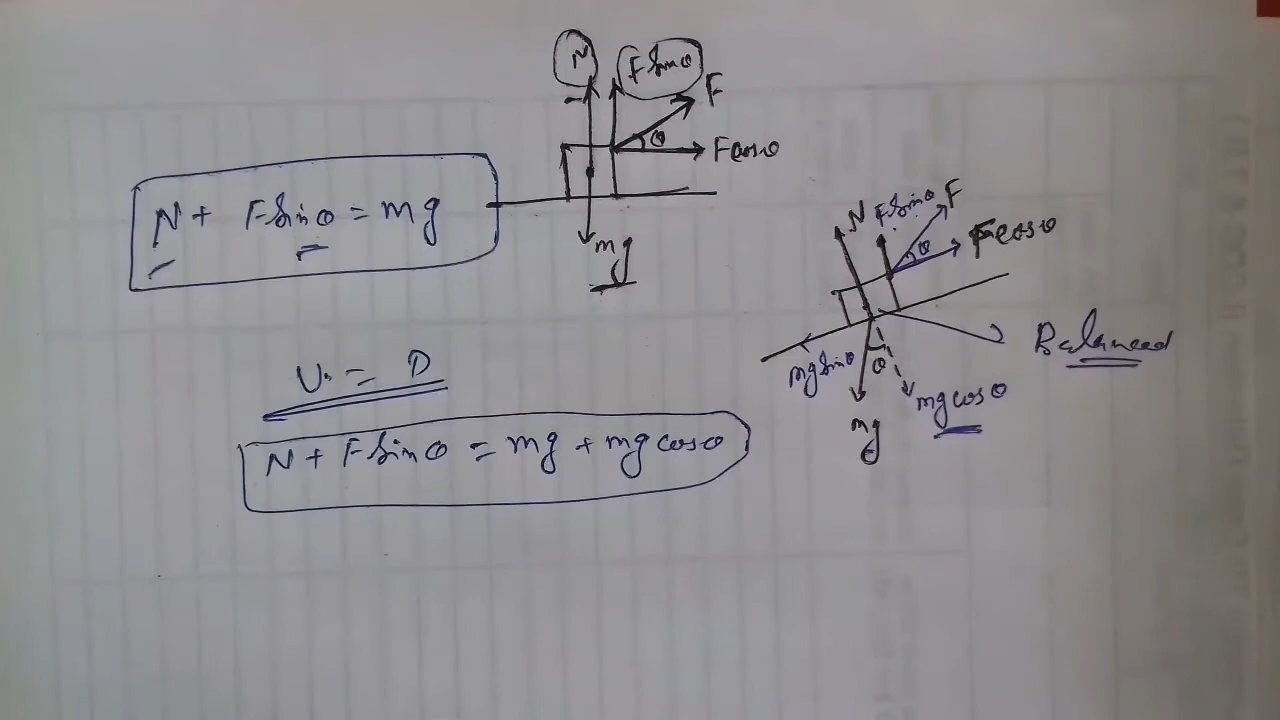 N F sinθ
F
θ
F cosθ
N + F sinθ = mg
mg
N F sinθ F
θ
F cosθ
Balanced
mg sinθ θ
mg cosθ
mg
U. = D
N + F sinθ = mg + mg cosθ